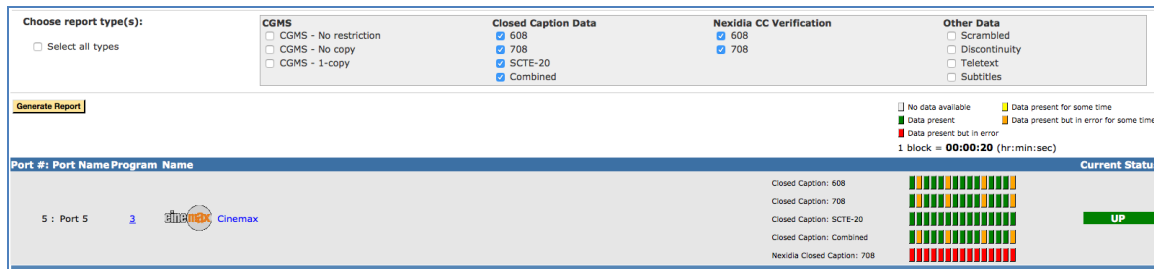 Choose report type(s):
Select all types
CGMS
CGMS - No restriction
CGMS - No copy
CGMS - 1-copy
Closed Caption Data
608
708
SCTE-20
Combined
Nexidia CC Verification
608
708
Other Data
Scrambled
Discontinuity
Teletext
Subtitles
Generate Report
No data available
Data present for some time
Data present
Data present but in error for some time
Data present but in error
1 block = 00:00:20 (hr:min:sec)
Port #: Port Name Program Name Current Statu
5 : Port 5 3 cinemax Cinemax
Closed Caption: 608
Closed Caption: 708
Closed Caption: SCTE-20
Closed Caption: Combined
Nexidia Closed Caption: 708
UP